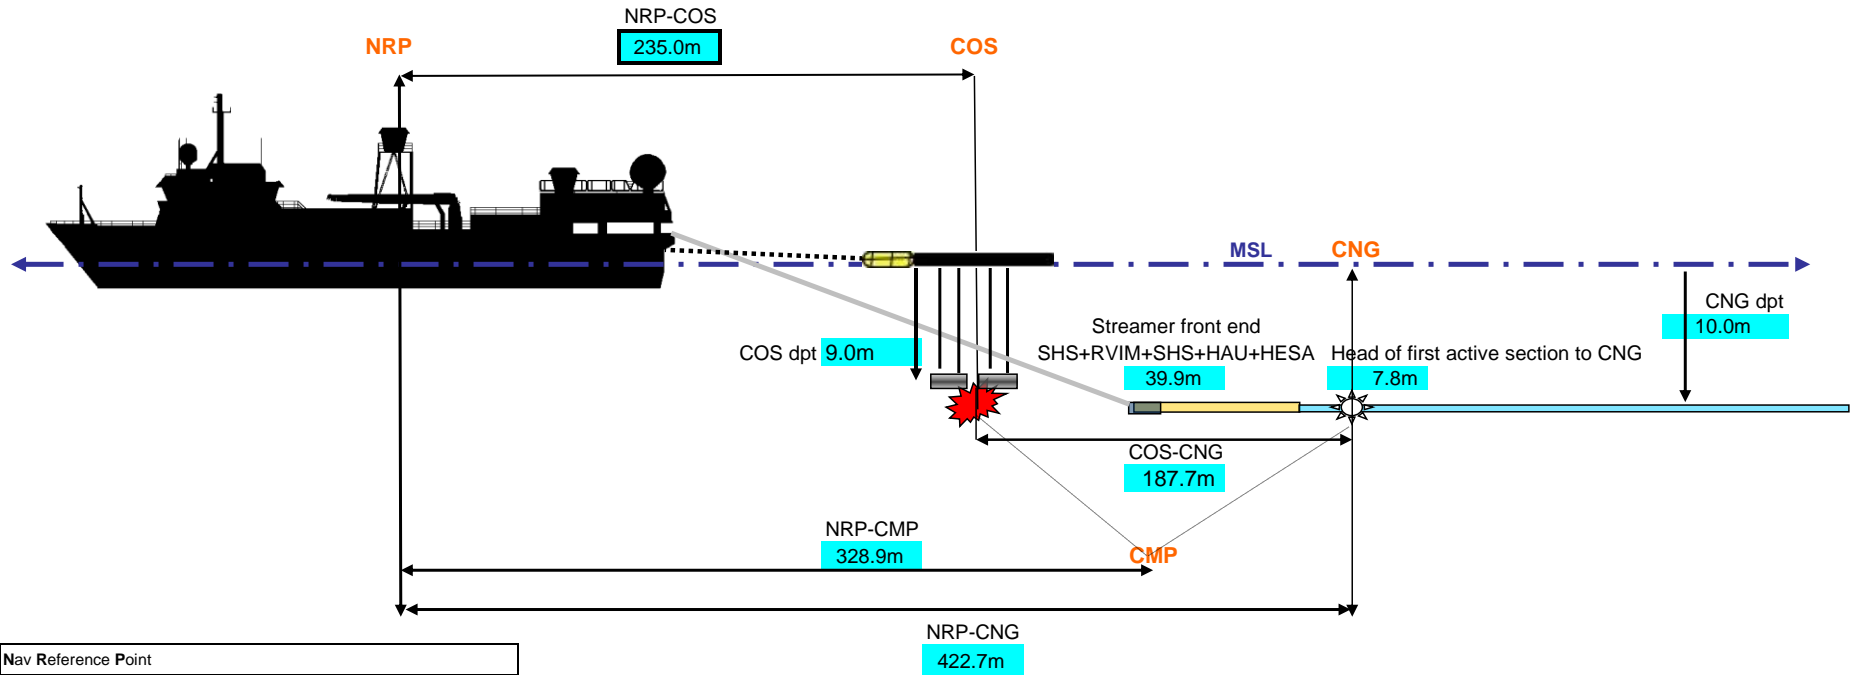 NRP-COS
NRP
235.0m
COS
MSL
CNG
CNG dpt
10.0m
Streamer front end
COS dpt 9.0m
SHS+RVIM+SHS+HAU+HESA
Head of first active section to CNG
39.9m
7.8m
COS-CNG
187.7m
NRP-CMP
328.9m
CMP
NRP-CNG
422.7m
Nav Reference Point